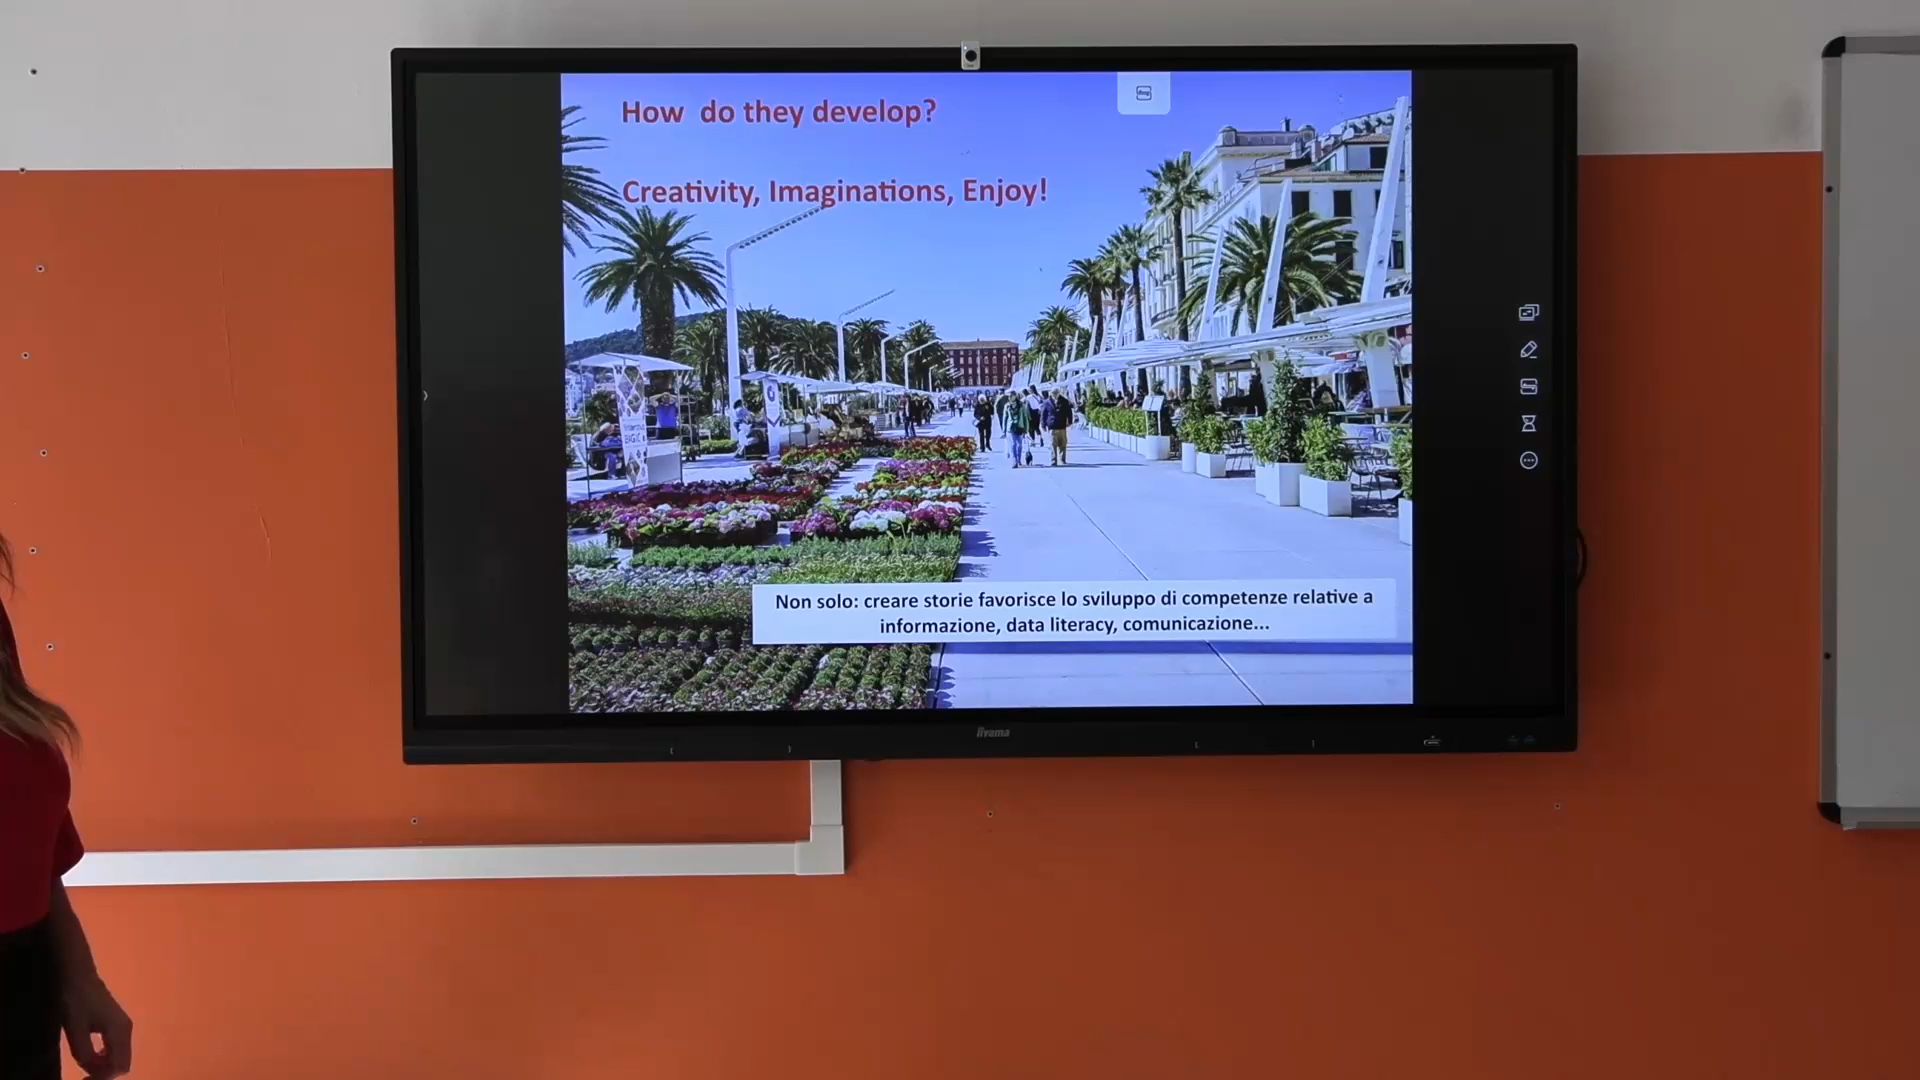 How do they develop?
Creativity, Imaginations, Enjoy!
Non solo: creare storie favorisce lo sviluppo di competenze relative a
informazione, data literacy, comunicazione...
iiyama